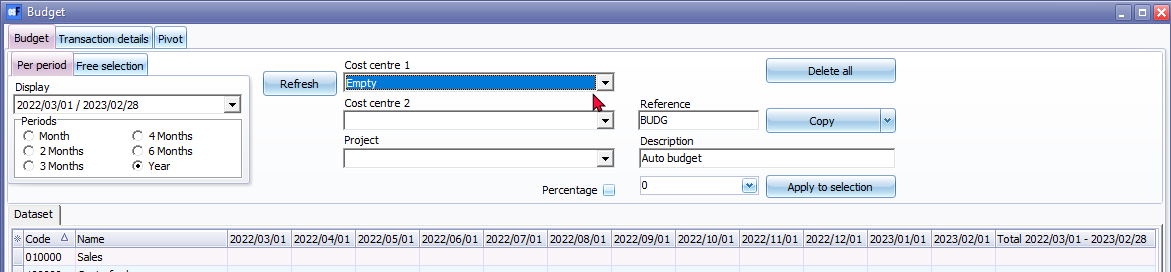 Budget
Budget Transaction details Pivot
Per period Free selection
Display
2022/03/01 / 2023/02/28
Periods
Month 4 Months
2 Months 6 Months
3 Months Year
Refresh
Cost centre 1
Empty
Cost centre 2
Project
Percentage
Reference
BUDG
Description
Auto budget
0
Delete all
Copy
Apply to selection
Dataset
Code Name 2022/03/01 2022/04/01 2022/05/01 2022/06/01 2022/07/01 2022/08/01 2022/09/01 2022/10/01 2022/11/01 2022/12/01 2023/01/01 2023/02/01 Total 2022/03/01 - 2023/02/28
010000 Sales